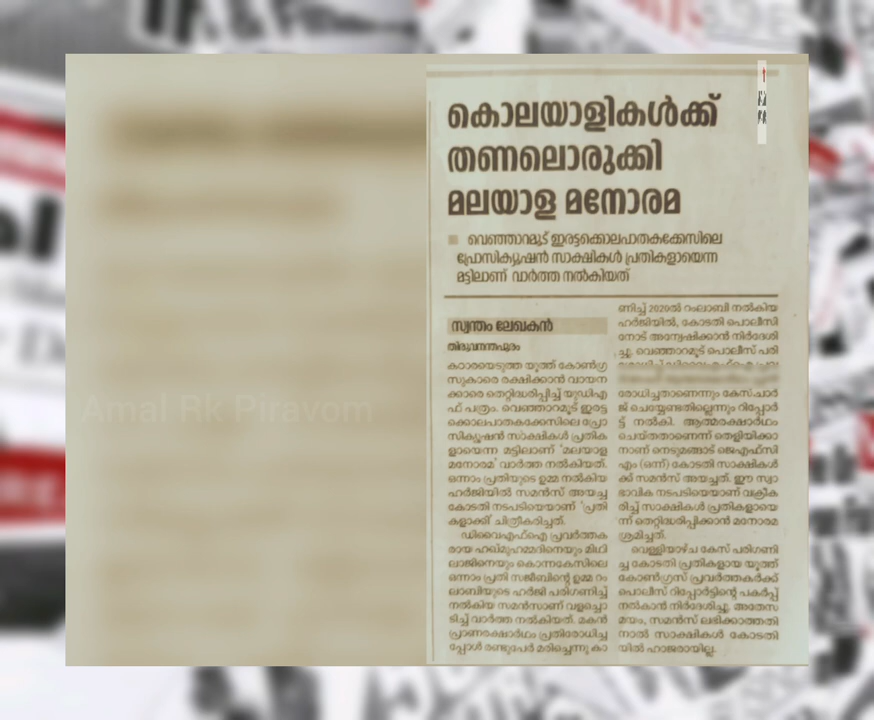 കൊലയാളികൾക്ക്
തണലൊരുക്കി
മലയാള മനോരമ
വെഞ്ഞാറമൂട് ഇരട്ടക്കൊലപാതകക്കേസിലെ
പ്രോസിക്യൂഷൻ സാക്ഷികൾ പ്രതികളായെന്ന
മട്ടിലാണ് വാർത്ത നൽകിയത്
സ്വന്തം ലേഖകൻ
തിരുവനന്തപുരം
കാരായെടുത്ത യൂത്ത് കോൺഗ്ര
സുകാരെ രക്ഷിക്കാൻ വായന
ക്കാരെ തെറ്റിദ്ധരിപ്പിച്ച് യുഡിഎ
ഫ് പത്രം. വെഞ്ഞാറമൂട് ഇരട്ട
ക്കൊലപാതകക്കേസിലെ പ്രോ
സിക്യൂഷൻ സാക്ഷികൾ പ്രതിക
ളായെന്ന മട്ടിലാണ് 'മലയാള
മനോരമ' വാർത്ത നൽകിയത്.
ഒന്നാം പ്രതിയുടെ ഉമ്മ നൽകിയ
ഹർജിയിൽ സമൻസ് അയച്ച
കോടതി നടപടിയെയാണ് 'പ്രതി
കളാക്കി' ചിത്രീകരിച്ചത്.
ഡിവൈഎഫ്ഐ പ്രവർത്തക
രായ ഹഖ്മുഹമ്മദിനെയും മിഥി
ലാജിനെയും കൊന്നകേസിലെ
ഒന്നാം പ്രതി സജീബിന്റെ ഉമ്മ റം
ലാബിയുടെ ഹർജി പരിഗണിച്ച്
നൽകിയ സമൻസാണ് വളച്ചൊ
ടിച്ച് വാർത്ത നൽകിയത്. മകൻ
പ്രാണരക്ഷാർഥം പ്രതിരോധിച്ച
പ്പോൾ രണ്ടുപേർ മരിച്ചെന്നു കാ
ണിച്ച് 2020ൽ റംലാബി നൽകിയ
ഹർജിയിൽ, കോടതി പൊലീസി
നോട് അന്വേഷിക്കാൻ നിർദേശി
ച്ചു. വെഞ്ഞാറമൂട് പൊലീസ് പരി
രോധിച്ചതാണെന്നും കേസ്ചാർ
ജ് ചെയ്യേണ്ടതില്ലെന്നും റിപ്പോർ
ട്ട് നൽകി. ആത്മരക്ഷാർഥം
ചെയ്തതാണെന്ന് തെളിയിക്കാ
നാണ് നെടുമങ്ങാട് ജെഎഫ്സി
എം (ഒന്ന്) കോടതി സാക്ഷികൾ
ക്ക് സമൻസ് അയച്ചത്. ഈ സ്വാ
ഭാവിക നടപടിയെയാണ് വക്രീക
രിച്ച് സാക്ഷികൾ പ്രതികളായെ
ന്ന് തെറ്റിദ്ധരിപ്പിക്കാൻ മനോരമ
ശ്രമിച്ചത്.
വെള്ളിയാഴ്ച കേസ് പരിഗണി
ച്ച കോടതി പ്രതികളായ യൂത്ത്
കോൺഗ്രസ് പ്രവർത്തകർക്ക്
പൊലീസ് റിപ്പോർട്ടിന്റെ പകർപ്പ്
നൽകാൻ നിർദേശിച്ചു. അതേസ
മയം, സമൻസ് ലഭിക്കാത്തതി
നാൽ സാക്ഷികൾ കോടതി
യിൽ ഹാജരായില്ല.
Amal Rk Piravom